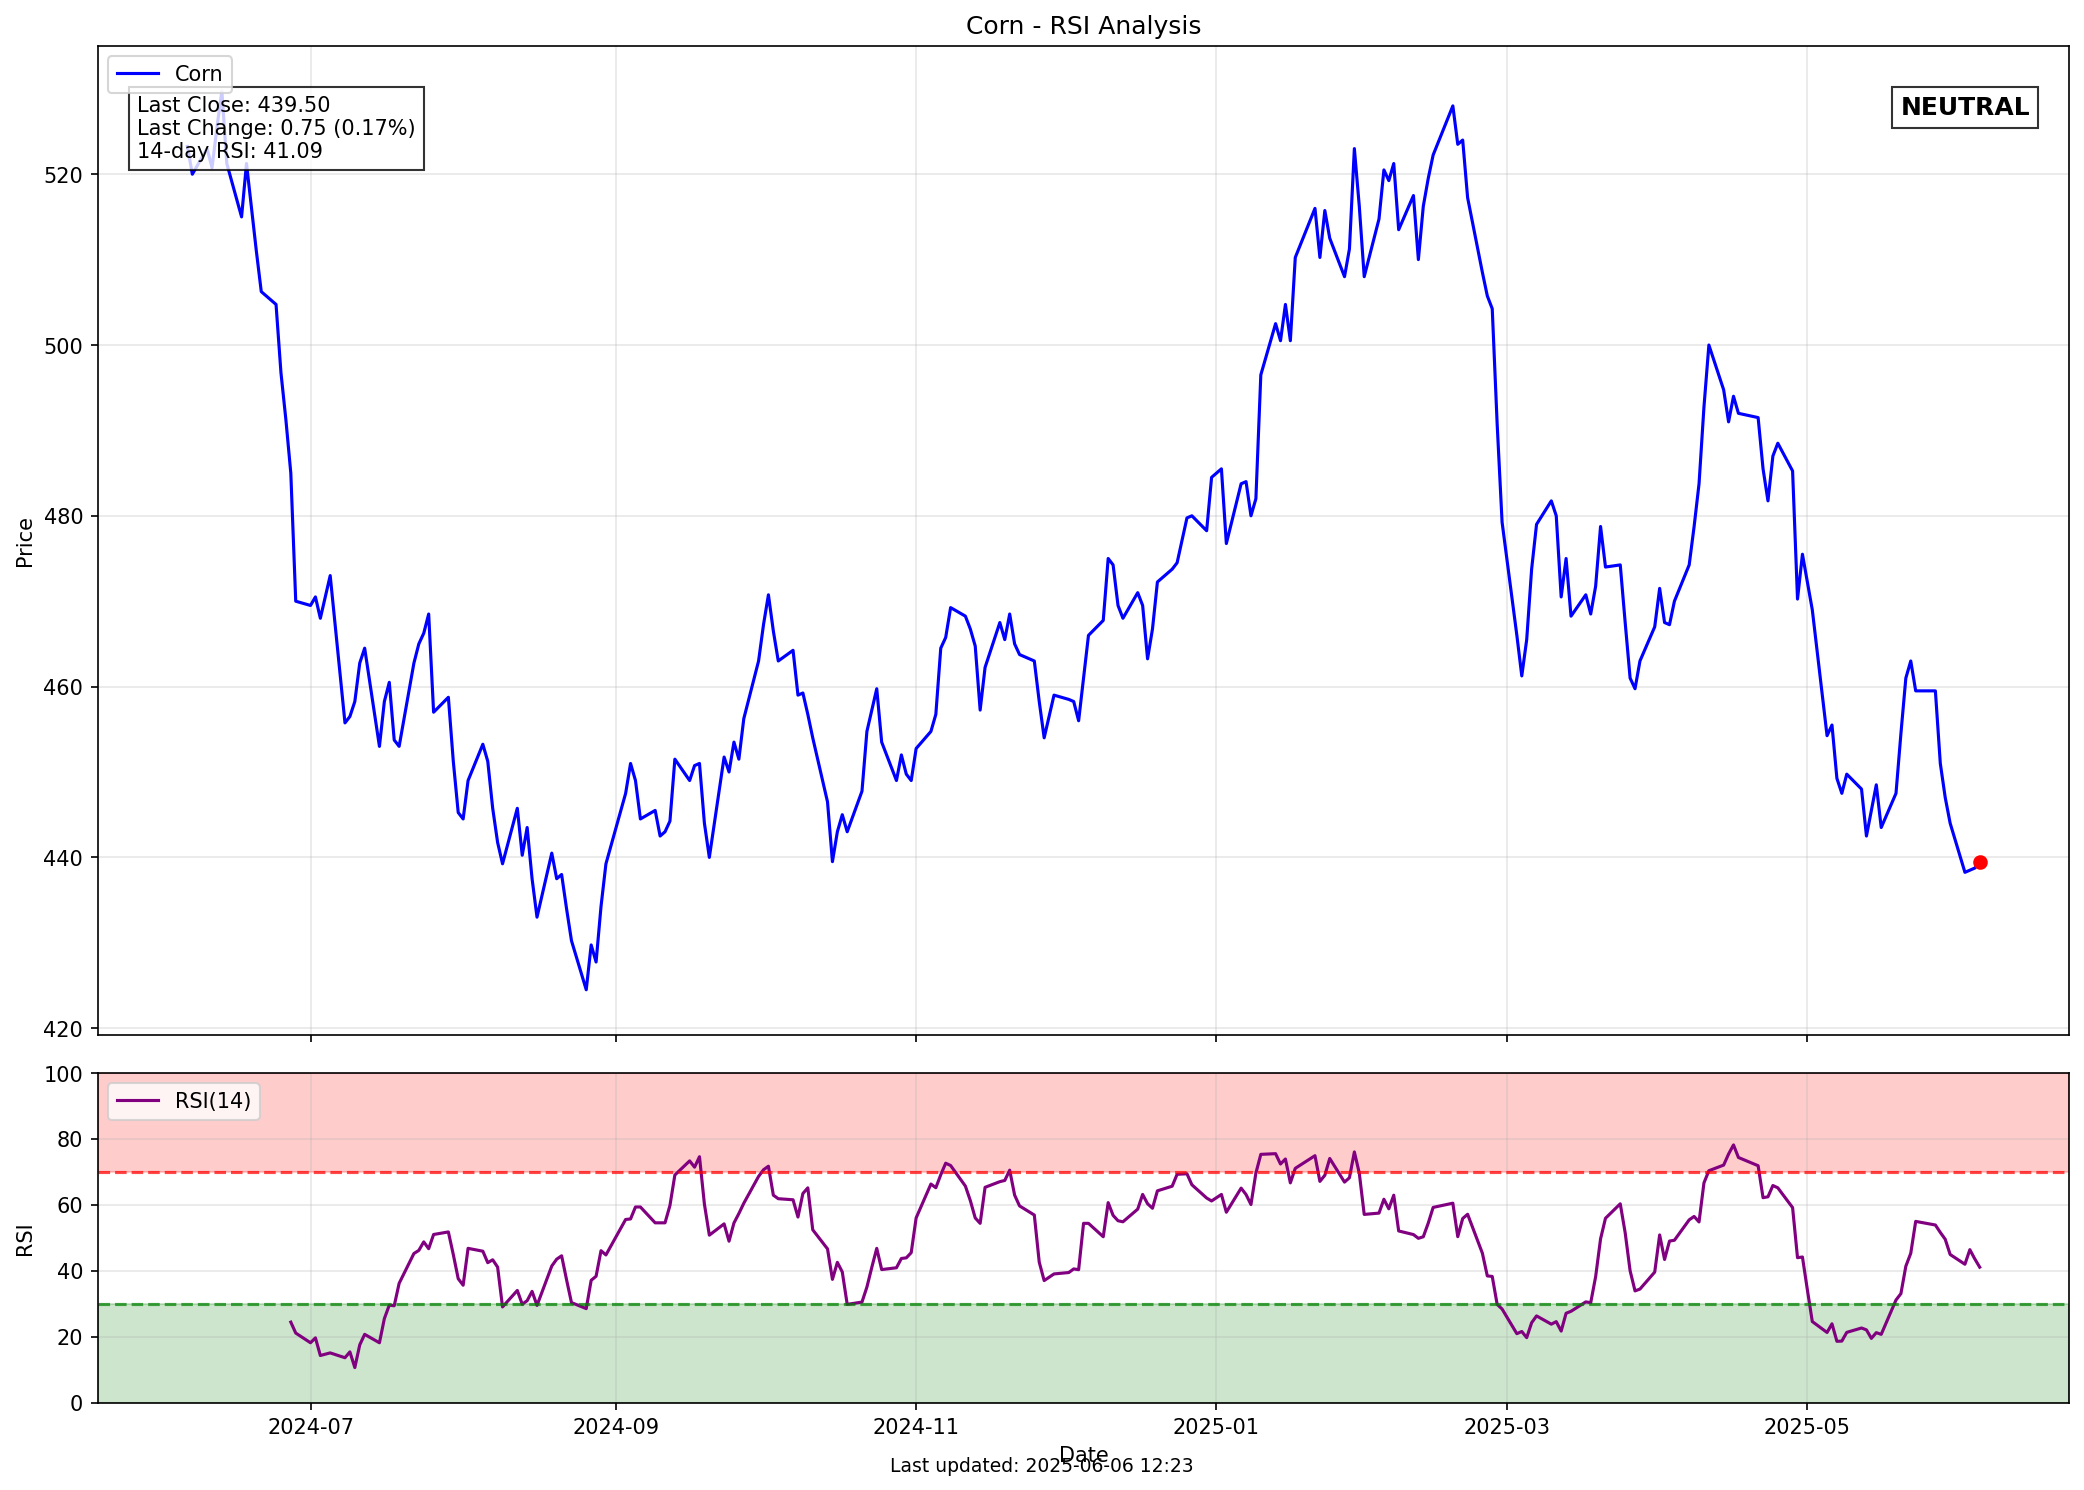 Corn - RSI Analysis
Corn
Last Close: 439.50
Last Change: 0.75 (0.17%)
14-day RSI: 41.09
NEUTRAL
Price
520
500
480
460
440
420
RSI(14)
RSI
100
80
60
40
20
0
2024-07
2024-09
2024-11
2025-01
2025-03
2025-05
Date
Last updated: 2025-06-06 12:23